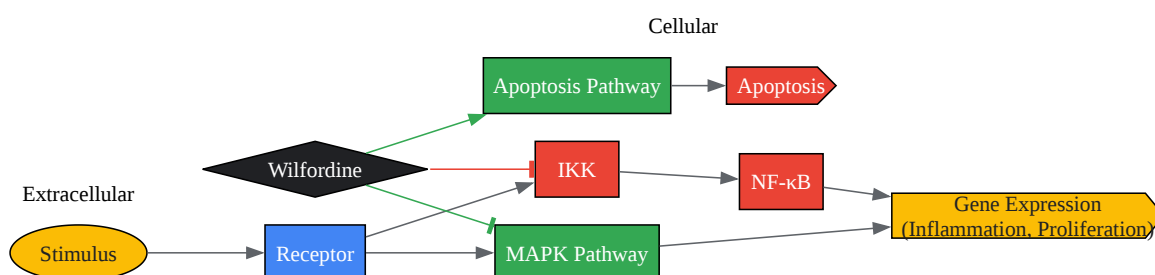 Cellular
Apoptosis Pathway
Apoptosis
Wilfordine
IKK
NF-κB
Extracellular
Gene Expression
(Inflammation, Proliferation)
Stimulus
Receptor
MAPK Pathway